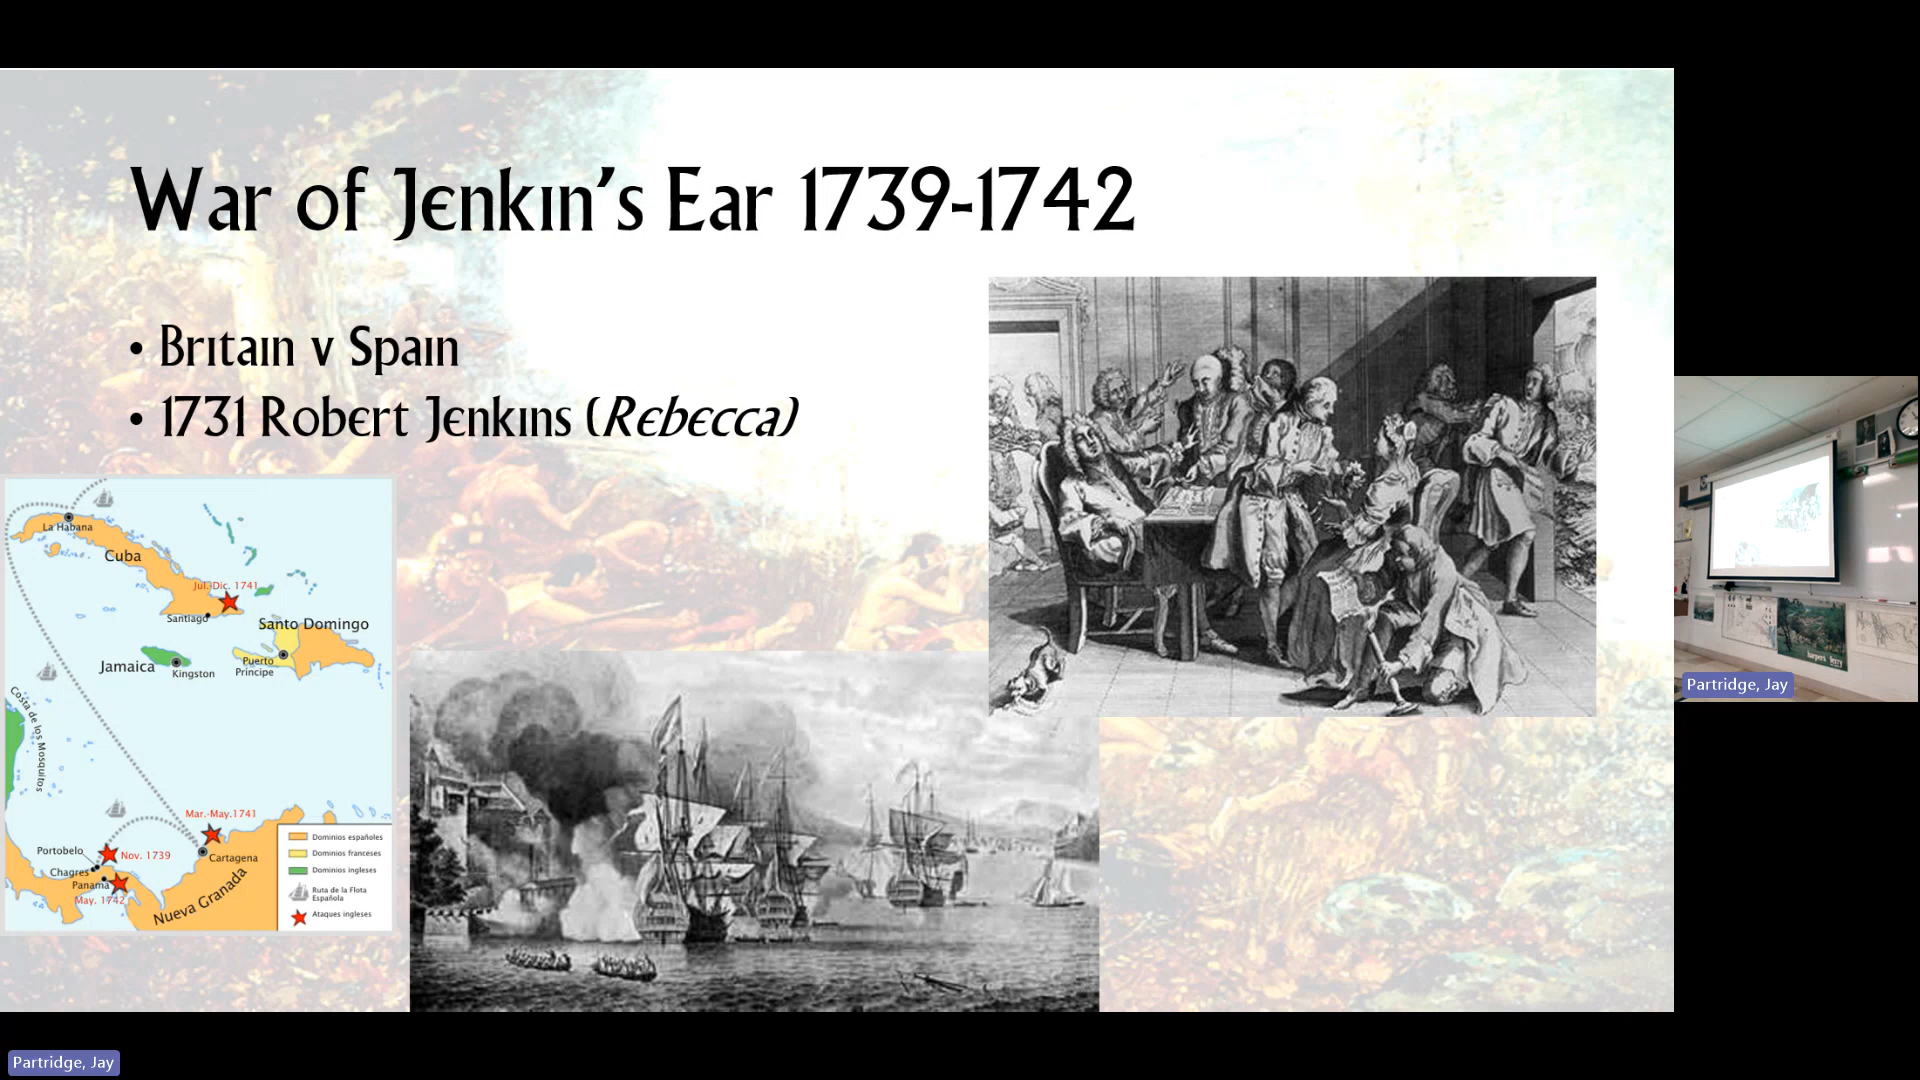 War of Jenkin's Ear 1739-1742
• Britain v Spain
• 1731 Robert Jenkins (Rebecca)
La Habana
Cuba
Jul.-Dic. 1741
Santiago
Santo Domingo
Jamaica
Kingston
Puerto
Principe
Costa de los Mosquitos
Mar.-May.1741
Portobelo
Nov. 1739
Cartagena
Chagres
Panama
May. 1742
Nueva Granada
Dominios españoles
Dominios franceses
Dominios ingleses
Ruta de la Flota
Española
Ataques ingleses
harpers ferry
Partridge, Jay
Partridge, Jay